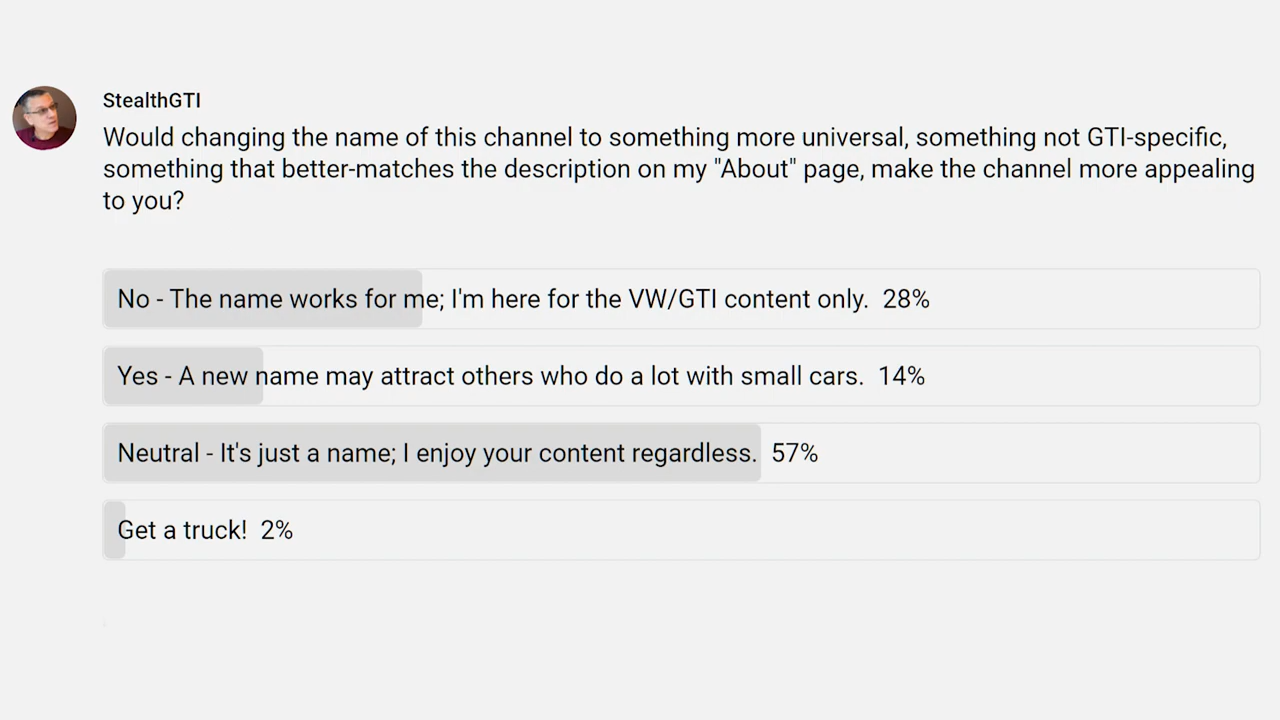 StealthGTI
Would changing the name of this channel to something more universal, something not GTI-specific,
something that better-matches the description on my "About" page, make the channel more appealing
to you?
No - The name works for me; I'm here for the VW/GTI content only. 28%
Yes - A new name may attract others who do a lot with small cars. 14%
Neutral - It's just a name; I enjoy your content regardless. 57%
Get a truck! 2%